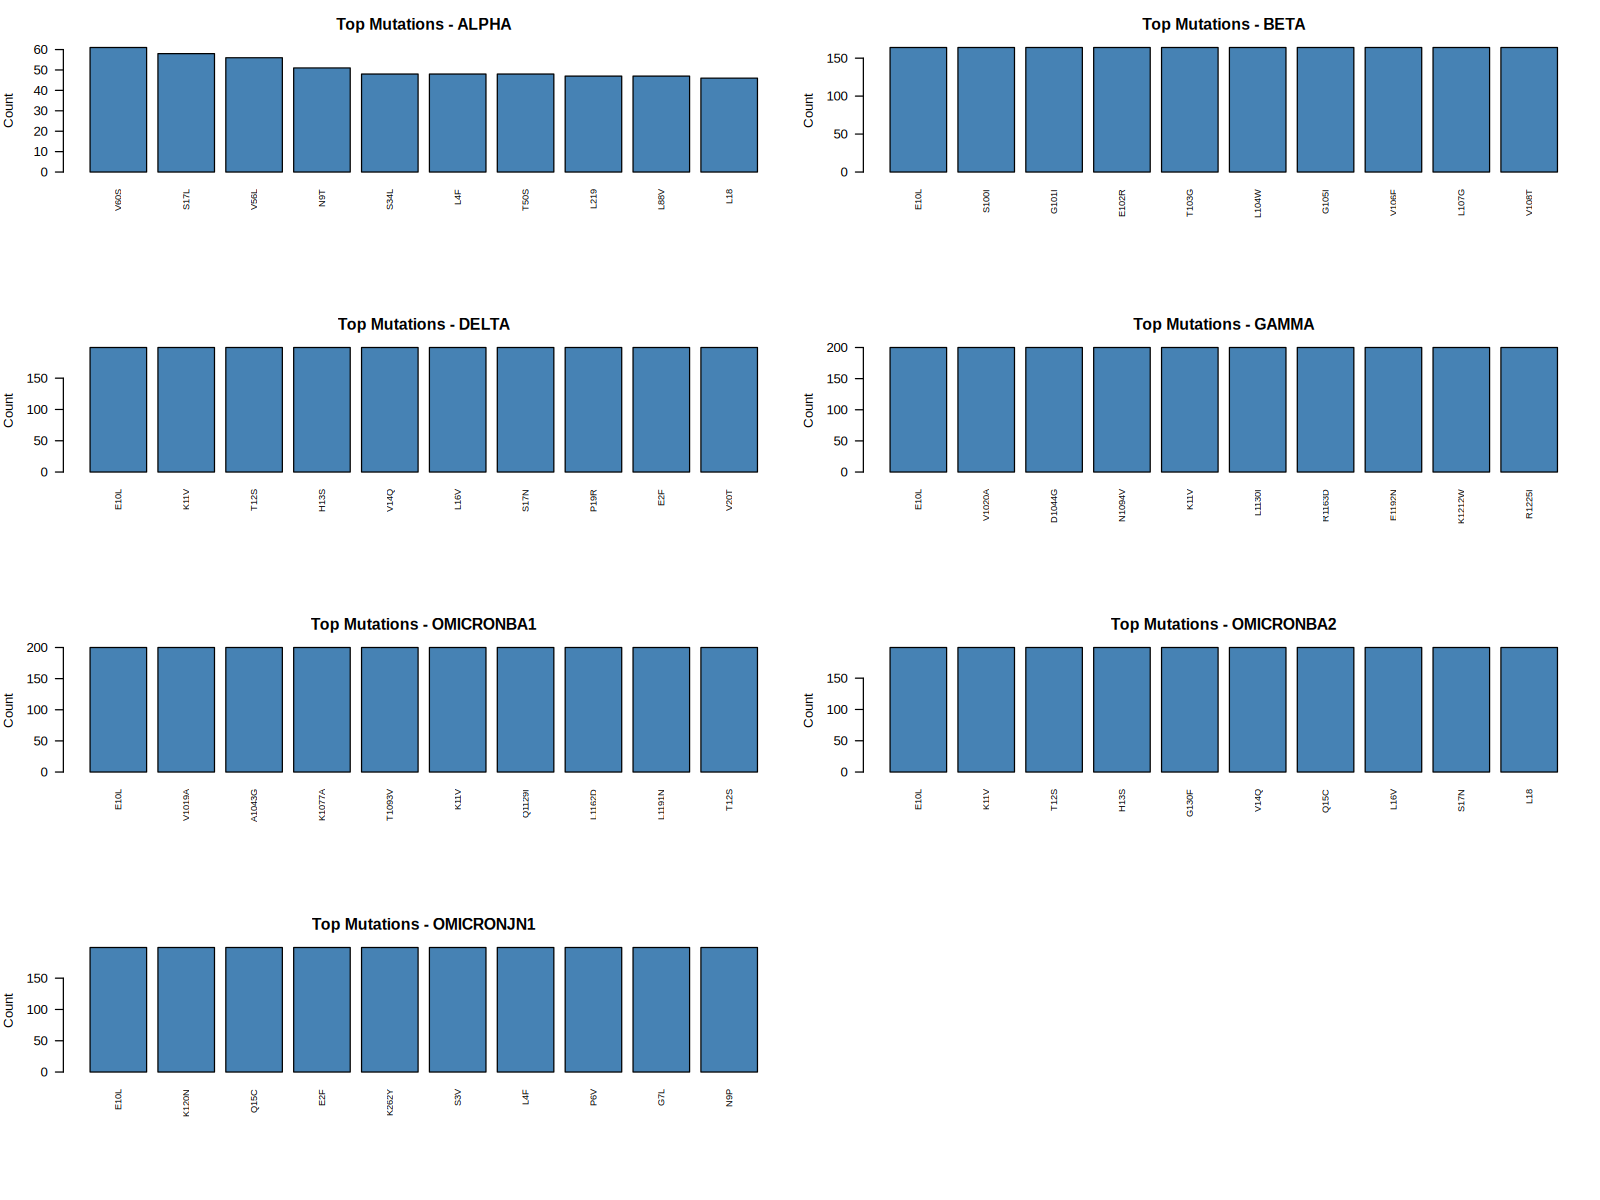 Top Mutations - ALPHA
Count
60
50
40
30
20
10
0
V60S S17L V56L N9T S34L L4F T50S L219 L88V L18
Top Mutations - BETA
Count
150
100
50
0
E10L S100I G101I E102R T103G L104W G105I V106F L107G V108T
Top Mutations - DELTA
Count
150
100
50
0
E10L K11V T12S H13S V14Q L16V S17N P19R E2F V20T
Top Mutations - GAMMA
Count
200
150
100
50
0
E10L V1020A D1044G N1094V K11V L1130I R1163D E1192N K1212W R1225I
Top Mutations - OMICRONBA1
Count
200
150
100
50
0
E10L V1019A A1043G K1077A T1093V K11V Q1129I L1162D L1191N T12S
Top Mutations - OMICRONBA2
Count
150
100
50
0
E10L K11V T12S H13S G130F V14Q Q15C L16V S17N L18
Top Mutations - OMICRONJN1
Count
150
100
50
0
E10L K120N Q15C E2F K262Y S3V L4F P6V G7L N9P